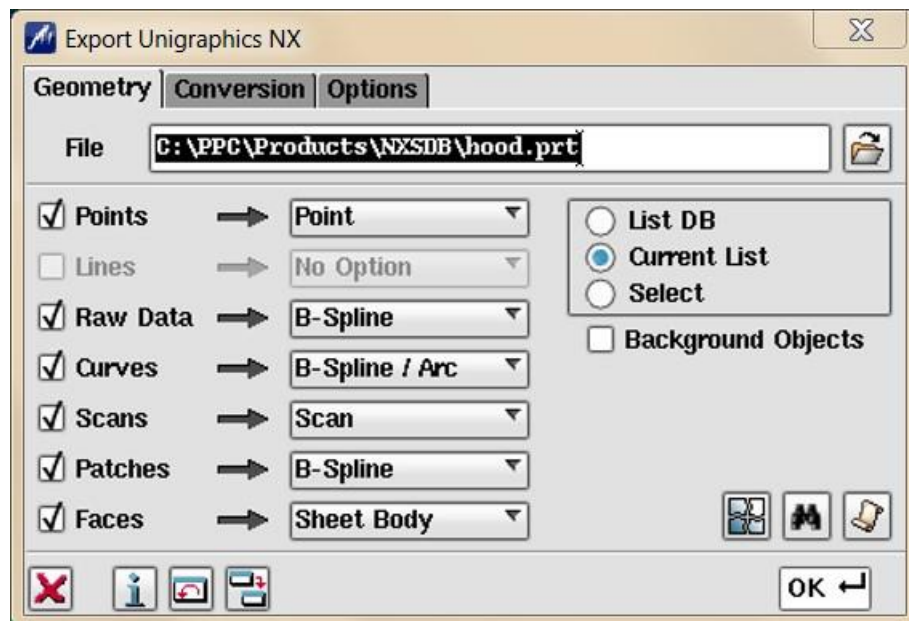 Export Unigraphics NX
Geometry Conversion Options
File C:\PPC\Products\NXSDB\hood.prt
Points Point
Lines No Option
Raw Data B-Spline
Curves B-Spline / Arc
Scans Scan
Patches B-Spline
Faces Sheet Body
List DB
Current List
Select
Background Objects
OK